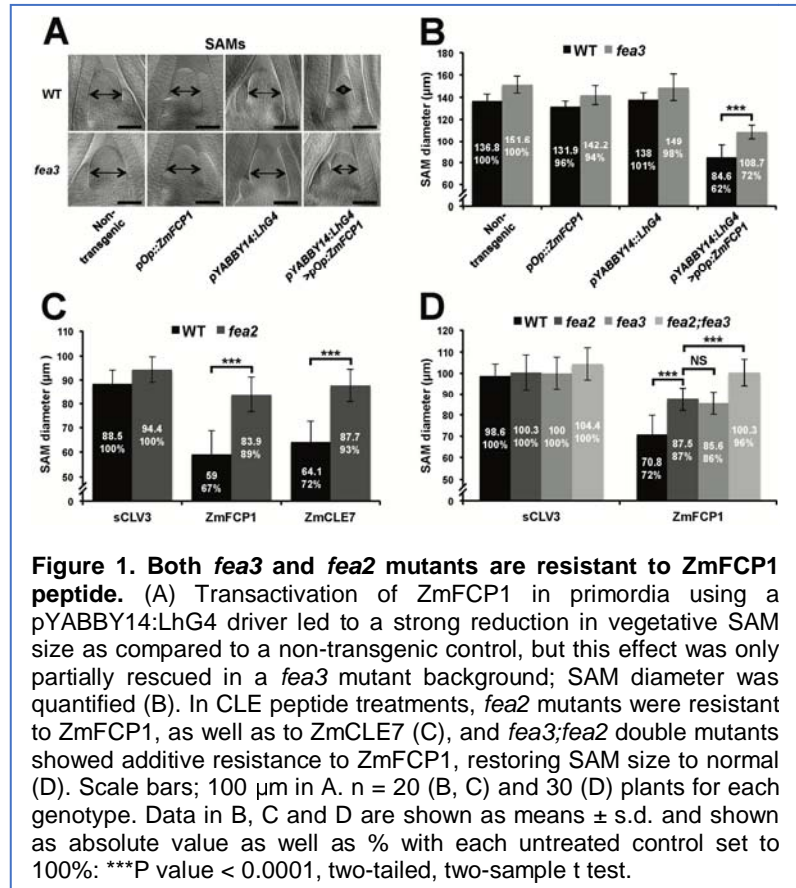 A
SAMs
WT
fea3
Non-transgenic
pOp::ZmFCP1
pYABBY14:LhG4
pYABBY14:LhG4
>pOp:ZmFCP1
B
WT fea3
SAM diameter (μm)
180
160
140
120
100
80
60
40
20
0
136.8
100%
151.6
100%
131.9
96%
142.2
94%
138
101%
149
98%
84.6
62%
108.7
72%
***
Non-
transgenic
pOp::ZmFCP1
pYABBY14::LhG4
pYABBY14:LhG4
>pOp:ZmFCP1
C
WT fea2
SAM diameter (μm )
110
100
90
80
70
60
50
0
88.5
100%
94.4
100%
59
67%
83.9
89%
64.1
72%
87.7
93%
***
***
sCLV3 ZmFCP1 ZmCLE7
D
WT fea2 fea3 fea2;fea3
SAM diameter (μm)
120
110
100
90
80
70
60
0
98.6
100%
100.3
100%
100
100%
104.4
100%
70.8
72%
87.5
87%
85.6
86%
100.3
96%
***
NS
***
sCLV3 ZmFCP1
Figure 1. Both fea3 and fea2 mutants are resistant to ZmFCP1
peptide. (A) Transactivation of ZmFCP1 in primordia using a
pYABBY14:LhG4 driver led to a strong reduction in vegetative SAM
size as compared to a non-transgenic control, but this effect was only
partially rescued in a fea3 mutant background; SAM diameter was
quantified (B). In CLE peptide treatments, fea2 mutants were resistant
to ZmFCP1, as well as to ZmCLE7 (C), and fea3;fea2 double mutants
showed additive resistance to ZmFCP1, restoring SAM size to normal
(D). Scale bars; 100 μm in A. n = 20 (B, C) and 30 (D) plants for each
genotype. Data in B, C and D are shown as means ± s.d. and shown
as absolute value as well as % with each untreated control set to
100%: ***P value < 0.0001, two-tailed, two-sample t test.